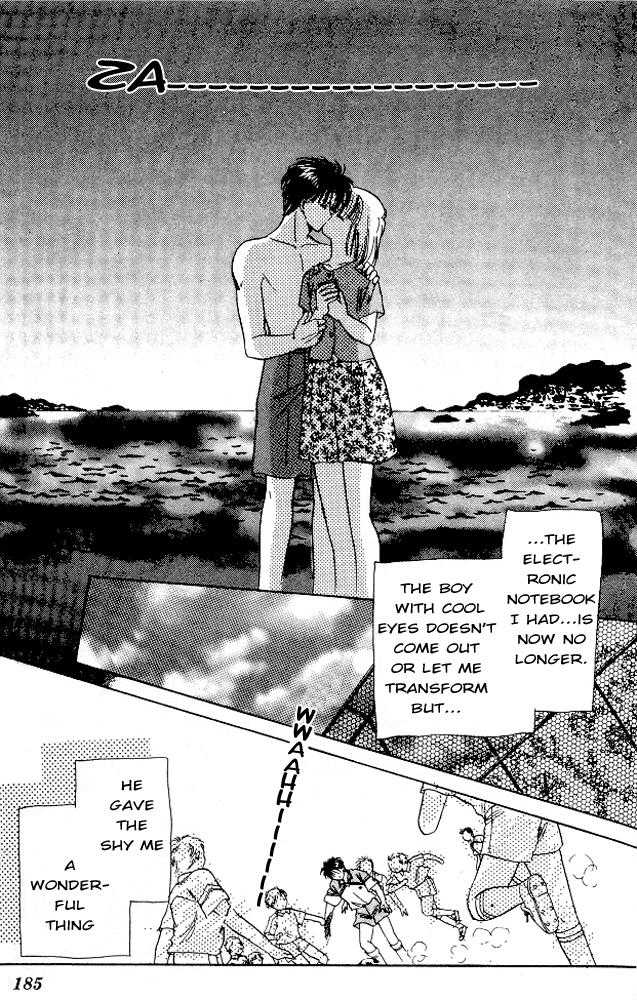 ZA__________________
...THE
ELECT-
RONIC
NOTEBOOK
I HAD...IS
NOW NO
LONGER.
THE BOY
WITH COOL
EYES DOESN'T
COME OUT
OR LET ME
TRANSFORM
BUT...
WWAAHH I I I I I I
HE
GAVE
THE
SHY ME
A
WONDER-
FUL
THING
185